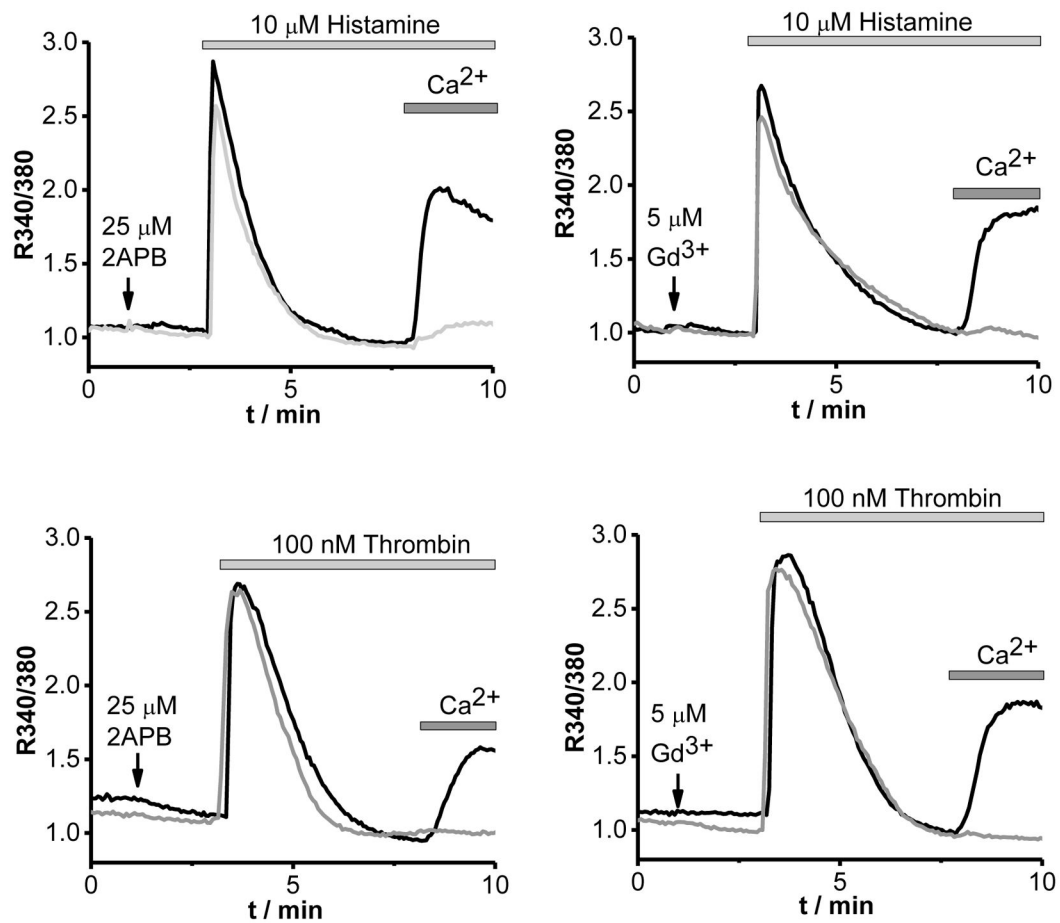 10 μM Histamine
3.0
Ca2+
2.5
R340/380
2.0
25 μM
2APB
1.5
1.0
0
5
10
t / min
10 μM Histamine
3.0
2.5
Ca2+
R340/380
2.0
5 μM
Gd3+
1.5
1.0
0
5
10
t / min
100 nM Thrombin
3.0
2.5
R340/380
2.0
25 μM
2APB
Ca2+
1.5
1.0
0
5
10
t / min
100 nM Thrombin
3.0
2.5
Ca2+
R340/380
2.0
5 μM
Gd3+
1.5
1.0
0
5
10
t / min